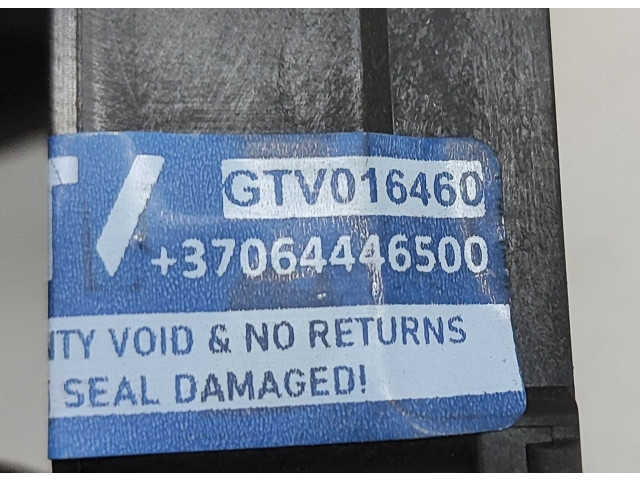 GTV016460
+37064446500
NTY VOID & NO RETURNS
SEAL DAMAGED!